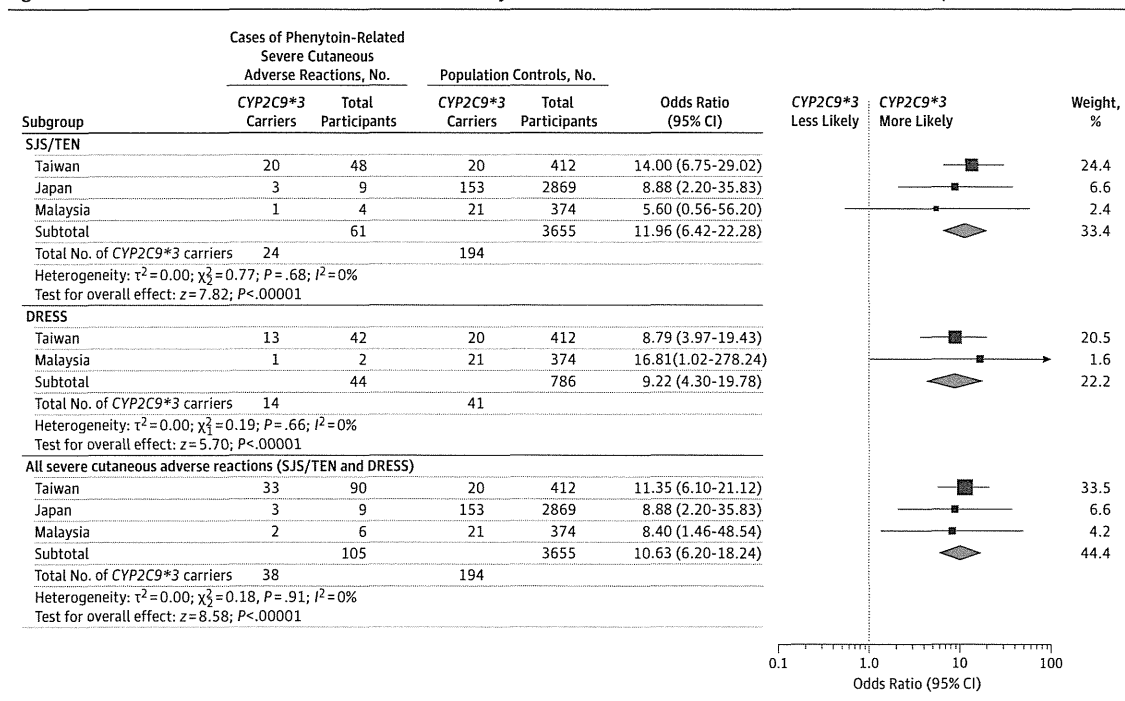 Cases of Phenytoin-Related
Severe Cutaneous
Adverse Reactions, No. Population Controls, No.
CYP2C9*3 Total CYP2C9*3 Total Odds Ratio CYP2C9*3 CYP2C9*3 Weight,
Subgroup Carriers Participants Carriers Participants (95% CI) Less Likely More Likely %
SJS/TEN
Taiwan 20 48 20 412 14.00 (6.75-29.02) 24.4
Japan 3 9 153 2869 8.88 (2.20-35.83) 6.6
Malaysia 1 4 21 374 5.60 (0.56-56.20) 2.4
Subtotal 61 3655 11.96 (6.42-22.28) 33.4
Total No. of CYP2C9*3 carriers 24 194
Heterogeneity: τ²=0.00; χ²₂=0.77; P=.68; I²=0%
Test for overall effect: z=7.82; P<.00001
DRESS
Taiwan 13 42 20 412 8.79 (3.97-19.43) 20.5
Malaysia 1 2 21 374 16.81(1.02-278.24) 1.6
Subtotal 44 786 9.22 (4.30-19.78) 22.2
Total No. of CYP2C9*3 carriers 14 41
Heterogeneity: τ²=0.00; χ²₁=0.19; P=.66; I²=0%
Test for overall effect: z=5.70; P<.00001
All severe cutaneous adverse reactions (SJS/TEN and DRESS)
Taiwan 33 90 20 412 11.35 (6.10-21.12) 33.5
Japan 3 9 153 2869 8.88 (2.20-35.83) 6.6
Malaysia 2 6 21 374 8.40 (1.46-48.54) 4.2
Subtotal 105 3655 10.63 (6.20-18.24) 44.4
Total No. of CYP2C9*3 carriers 38 194
Heterogeneity: τ²=0.00; χ²₂=0.18, P=.91; I²=0%
Test for overall effect: z=8.58; P<.00001
0.1 1.0 10 100
Odds Ratio (95% CI)